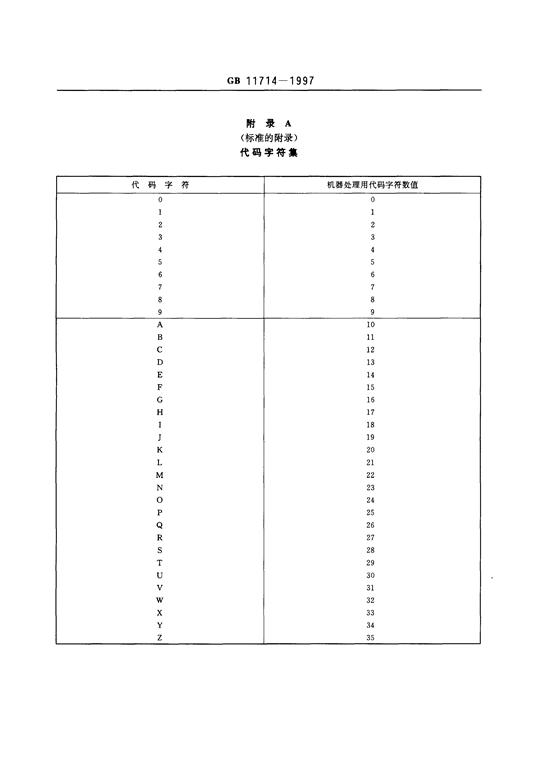 GB 11714—1997
附 录 A
(标准的附录)
代码字符集
代 码 字 符 机器处理用代码字符数值
0 0
1 1
2 2
3 3
4 4
5 5
6 6
7 7
8 8
9 9
A 10
B 11
C 12
D 13
E 14
F 15
G 16
H 17
I 18
J 19
K 20
L 21
M 22
N 23
O 24
P 25
Q 26
R 27
S 28
T 29
U 30
V 31
W 32
X 33
Y 34
Z 35